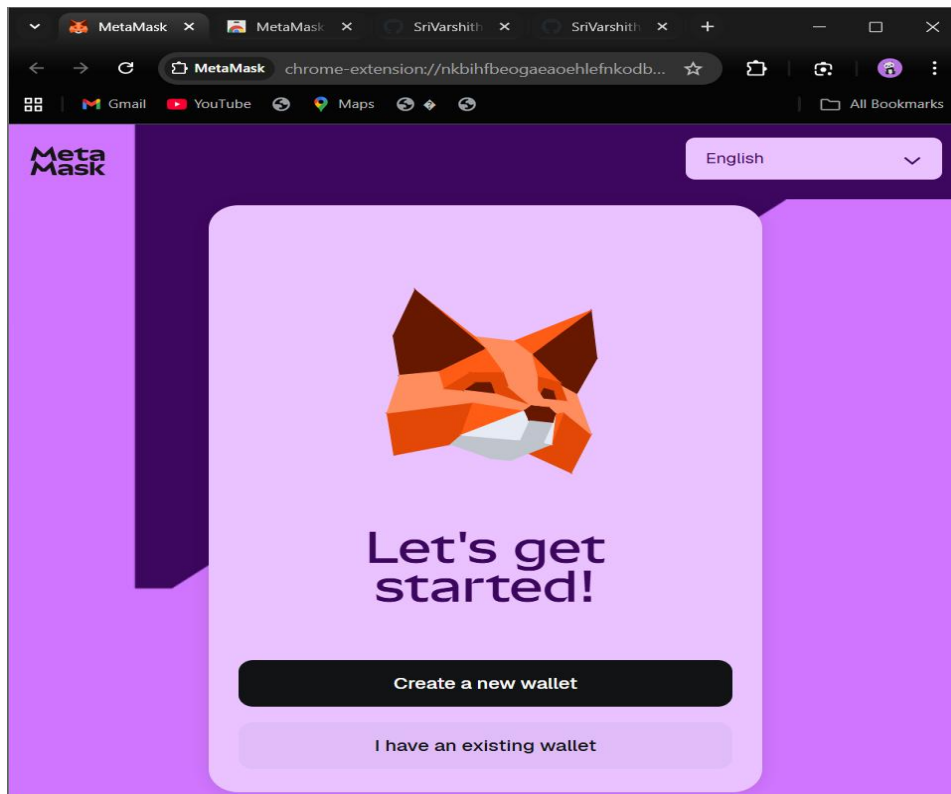 MetaMask
MetaMask
SriVarshith
SriVarshith
MetaMask chrome-extension://nkbihfbeogaeaoehlefnkodb...
Gmail YouTube Maps All Bookmarks
Meta
Mask
English
Let's get
started!
Create a new wallet
I have an existing wallet